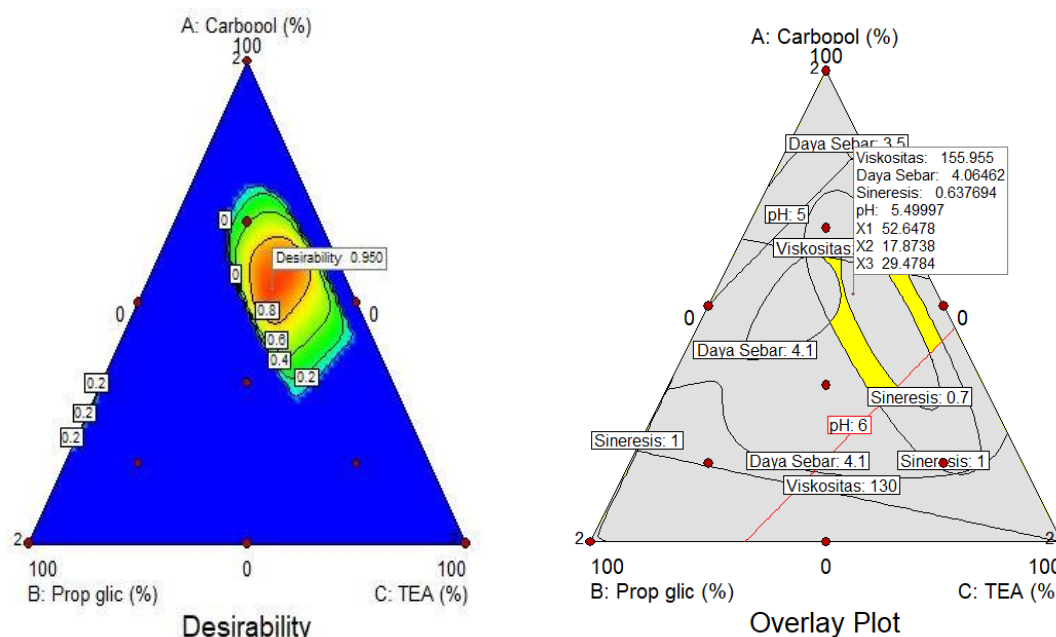 A: Carbopol (%)
100
2
0
0
Desirability 0.950
0
0.8
0.6
0.4
0.2
0
0.2
0.2
0.2
2
2
100
0
100
B: Prop glic (%)
C: TEA (%)
Desirability
A: Carbopol (%)
100
2
Daya Sebar: 3.5
Viskositas: 155.955
Daya Sebar: 4.06462
Sineresis: 0.637694
pH: 5.49997
X1 52.6478
X2 17.8738
X3 29.4784
pH: 5
Viskositas:
0
0
Daya Sebar: 4.1
Sineresis: 0.7
pH: 6
Sineresis: 1
Daya Sebar: 4.1
Sineresis: 1
Viskositas: 130
2
2
100
0
100
B: Prop glic (%)
C: TEA (%)
Overlay Plot